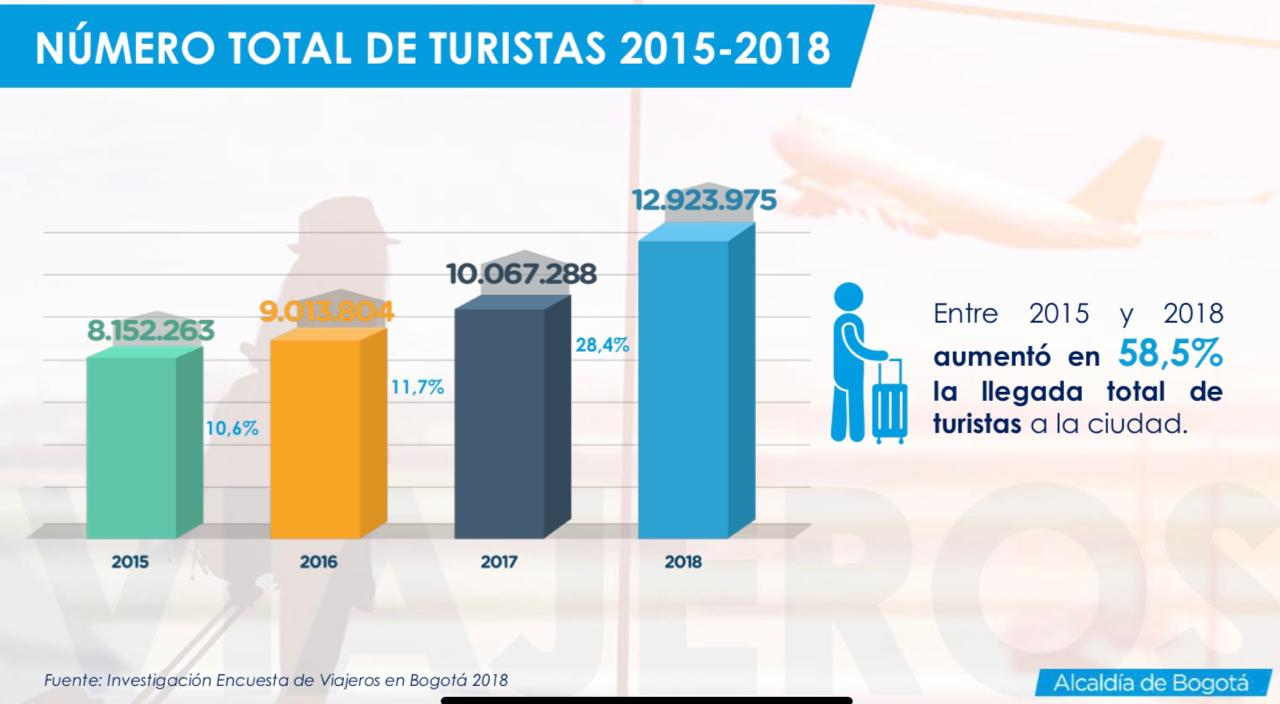 NÚMERO TOTAL DE TURISTAS 2015-2018
12.923.975
10.067.288
9.013.804
8.152.263
28,4%
11,7%
10,6%
Entre 2015 y 2018
aumentó en 58,5%
la llegada total de
turistas a la ciudad.
2015
2016
2017
2018
VIAJEROS
Fuente: Investigación Encuesta de Viajeros en Bogotá 2018
Alcaldía de Bogotá